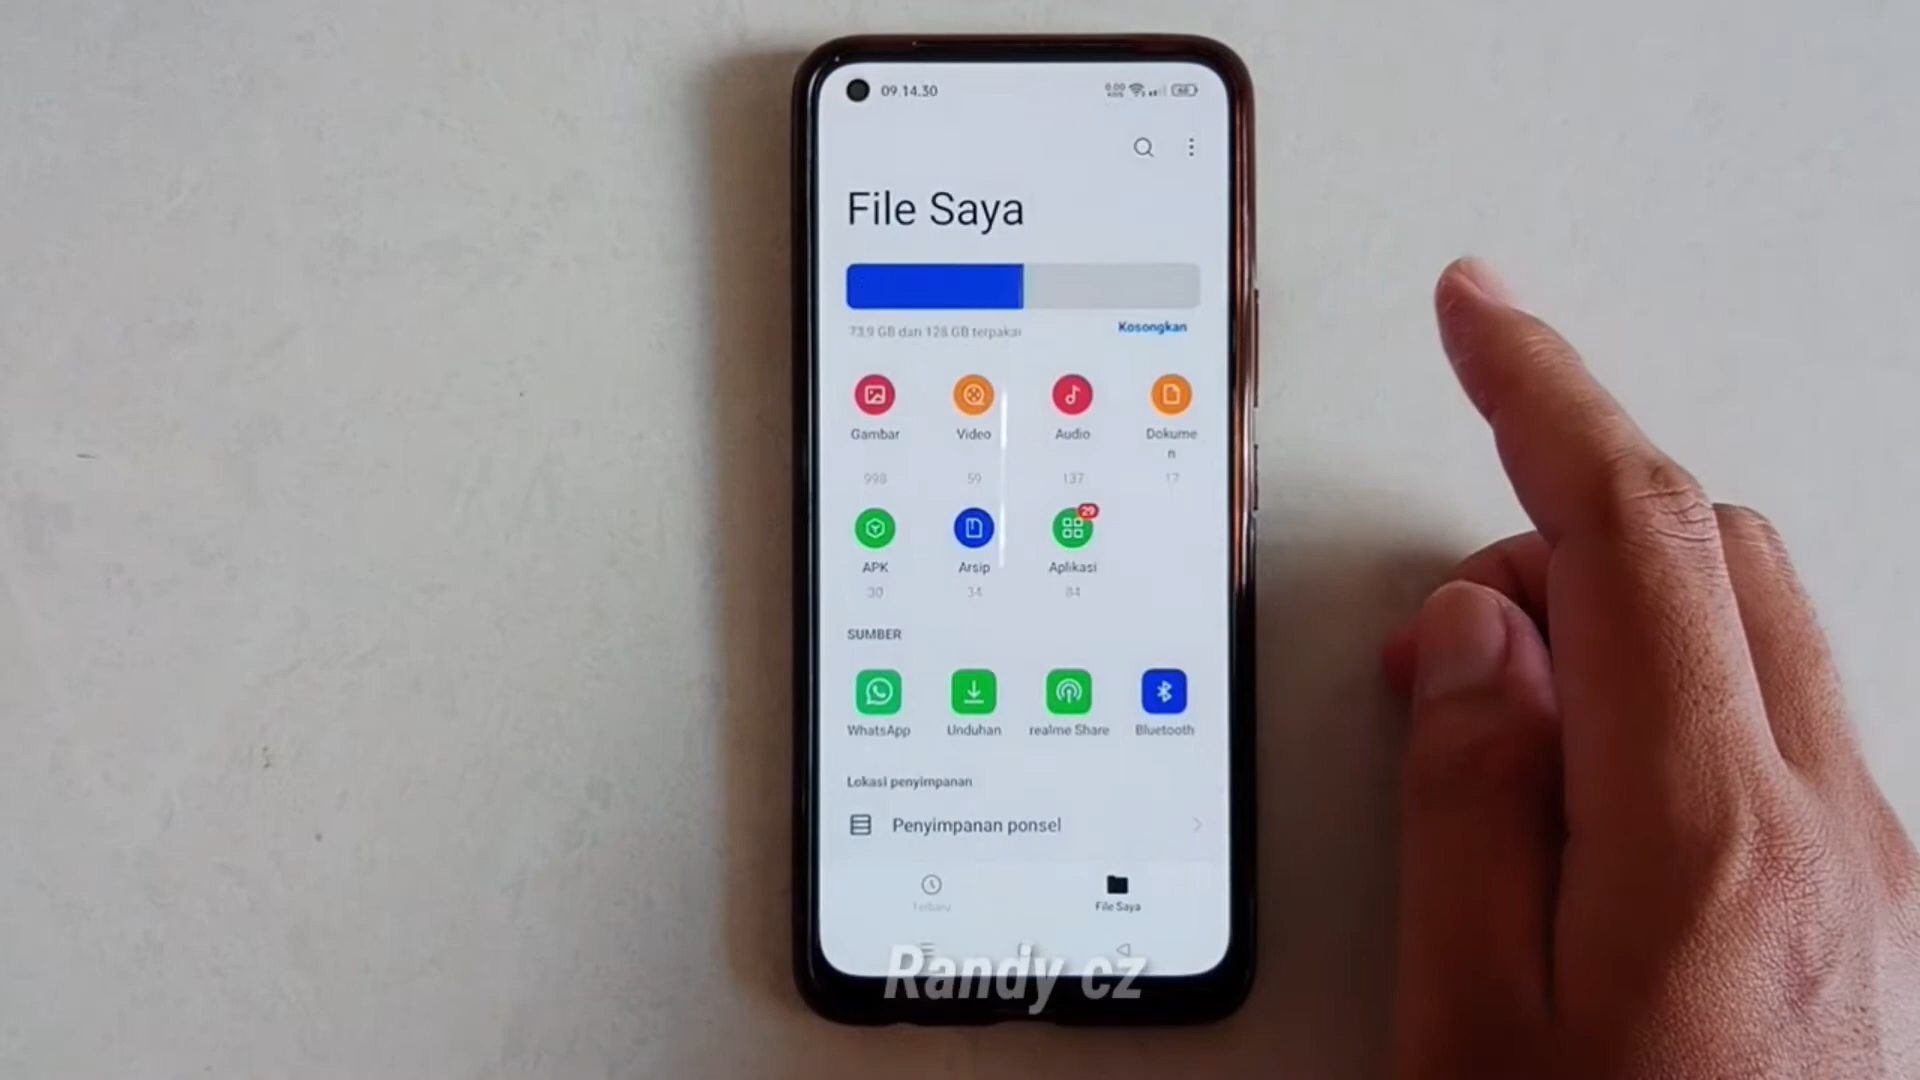 09.14.30
0.00
File Saya
73.9 GB dari 128 GB terpakai
Kosongkan
Gambar
Video
Audio
Dokume
n
998
59
137
17
29
APK
Arsip
Aplikasi
30
34
84
SUMBER
WhatsApp
Unduhan
realme Share
Bluetooth
Lokasi penyimpanan
Penyimpanan ponsel
Terbaru
File Saya
Randy cz